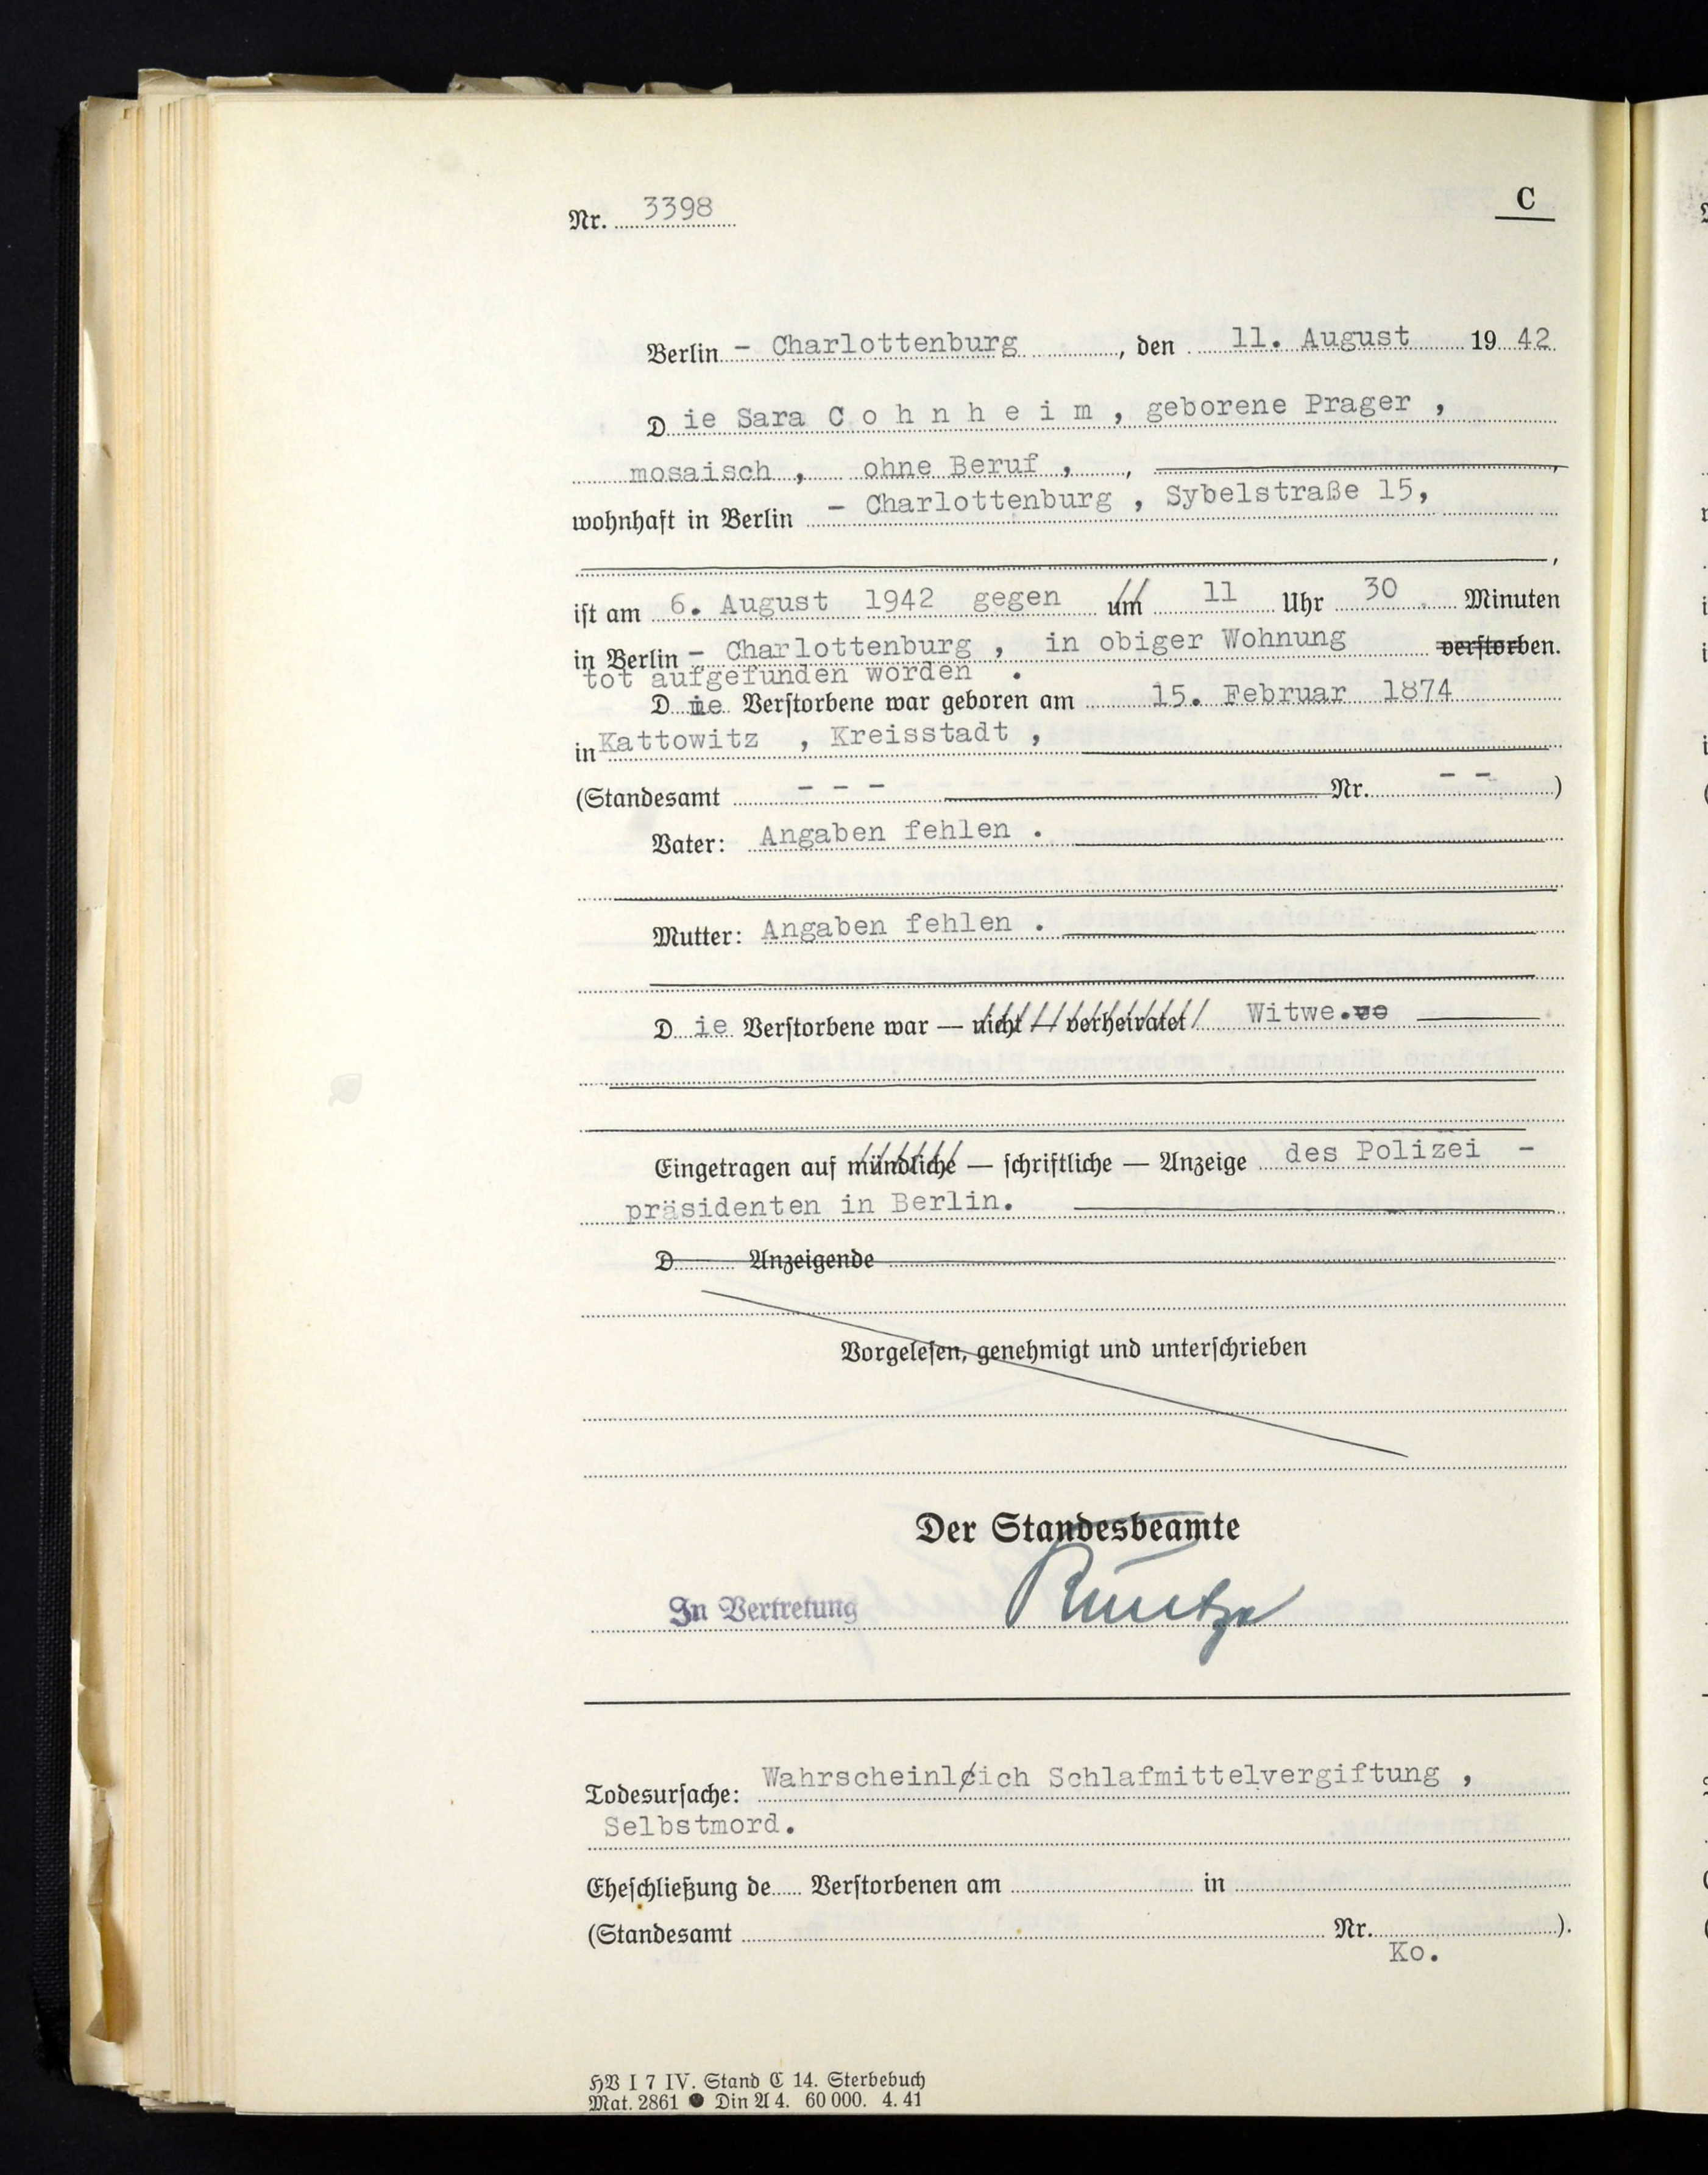 Nr. 3398
C
Berlin - Charlottenburg, den 11. August 1942
Die Sara C o h n h e i m , geborene Prager ,
mosaisch , ohne Beruf , ,
wohnhaft in Berlin - Charlottenburg , Sybelstraße 15,
,
ist am 6. August 1942 gegen um 11 Uhr 30 Minuten
in Berlin - Charlottenburg , in obiger Wohnung verstorben.
tot aufgefunden worden .
Die Verstorbene war geboren am 15. Februar 1874
in Kattowitz , Kreisstadt ,
(Standesamt - - - Nr. - - )
Vater: Angaben fehlen .
Mutter: Angaben fehlen .
Die Verstorbene war — nicht — verheiratet Witwe.
Eingetragen auf mündliche — schriftliche — Anzeige des Polizei -
präsidenten in Berlin.
D Anzeigende
Vorgelesen, genehmigt und unterschrieben
Der Standesbeamte
In Vertretung
Todesursache: Wahrscheinleich Schlafmittelvergiftung ,
Selbstmord.
Eheschließung de Verstorbenen am in
(Standesamt Nr. ).
Ko.
HB I 7 IV. Stand C 14. Sterbebuch
Mat. 2861 ● Din A 4. 60 000. 4. 41